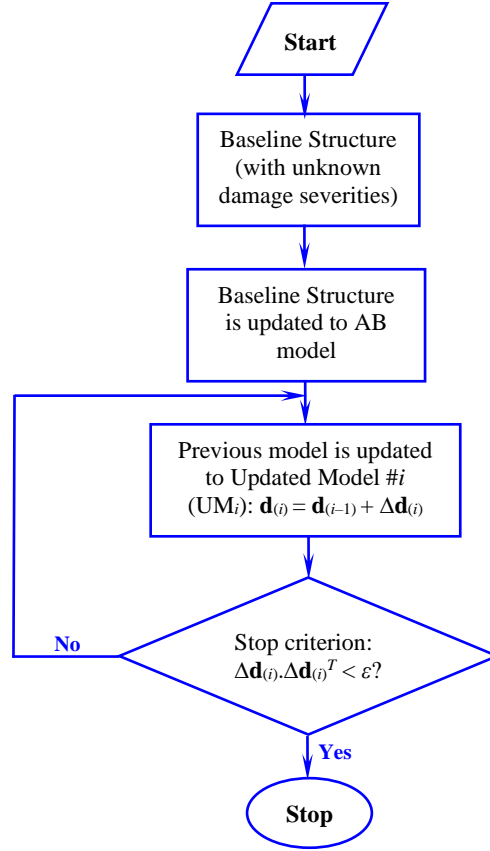 Start
Baseline Structure
(with unknown
damage severities)
Baseline Structure
is updated to AB
model
Previous model is updated
to Updated Model #i
(UMᵢ): d₍ᵢ₎ = d₍ᵢ₋₁₎ + Δd₍ᵢ₎
No
Stop criterion:
Δd₍ᵢ₎.Δd₍ᵢ₎ᵀ < ε?
Yes
Stop